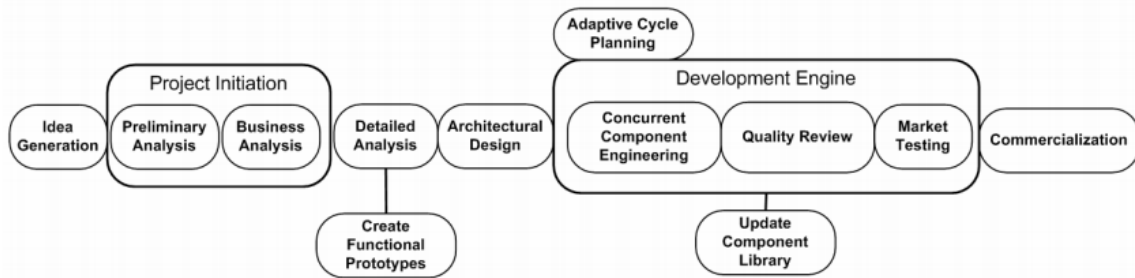 Adaptive Cycle
Planning
Project Initiation
Development Engine
Idea
Generation
Preliminary
Analysis
Business
Analysis
Detailed
Analysis
Architectural
Design
Concurrent
Component
Engineering
Quality Review
Market
Testing
Commercialization
Create
Functional
Prototypes
Update
Component
Library